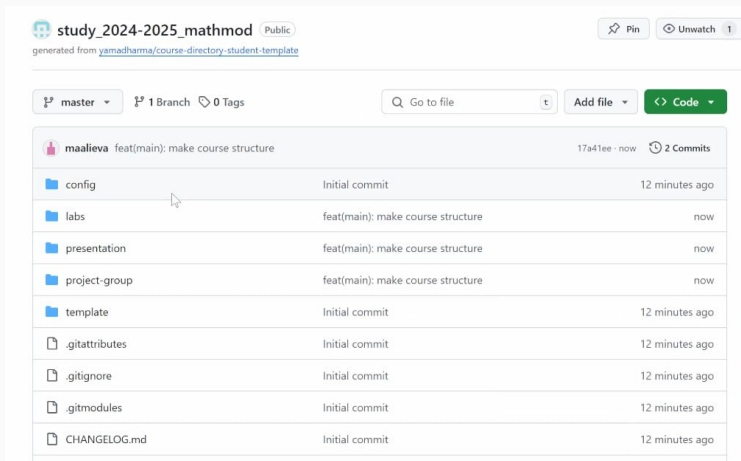 study_2024-2025_mathmod Public
Pin
Unwatch 1
generated from yamadharma/course-directory-student-template
master
1 Branch
0 Tags
Go to file
t
Add file
<> Code
maalieva feat(main): make course structure 17a41ee · now 2 Commits
config Initial commit 12 minutes ago
labs feat(main): make course structure now
presentation feat(main): make course structure now
project-group feat(main): make course structure now
template Initial commit 12 minutes ago
.gitattributes Initial commit 12 minutes ago
.gitignore Initial commit 12 minutes ago
.gitmodules Initial commit 12 minutes ago
CHANGELOG.md Initial commit 12 minutes ago